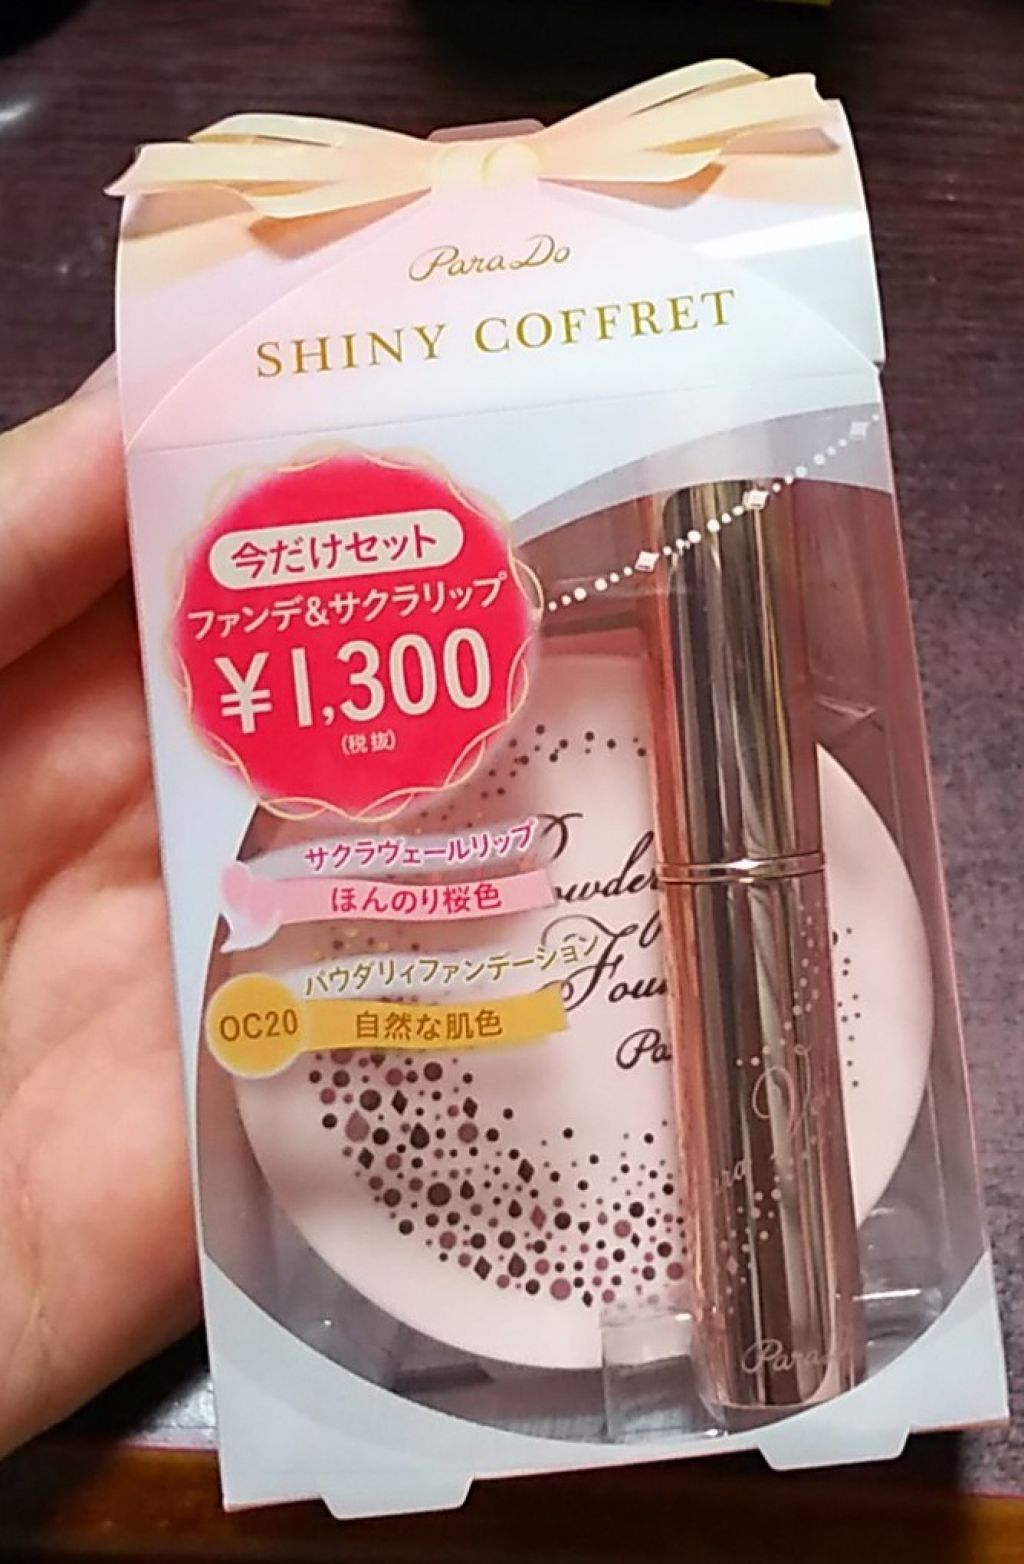 ParaDo
SHINY COFFRET
今だけセット
ファンデ&サクラリップ
¥1,300
(税抜)
サクラヴェールリップ
ほんのり桜色
パウダリィファンデーション
OC20
自然な肌色